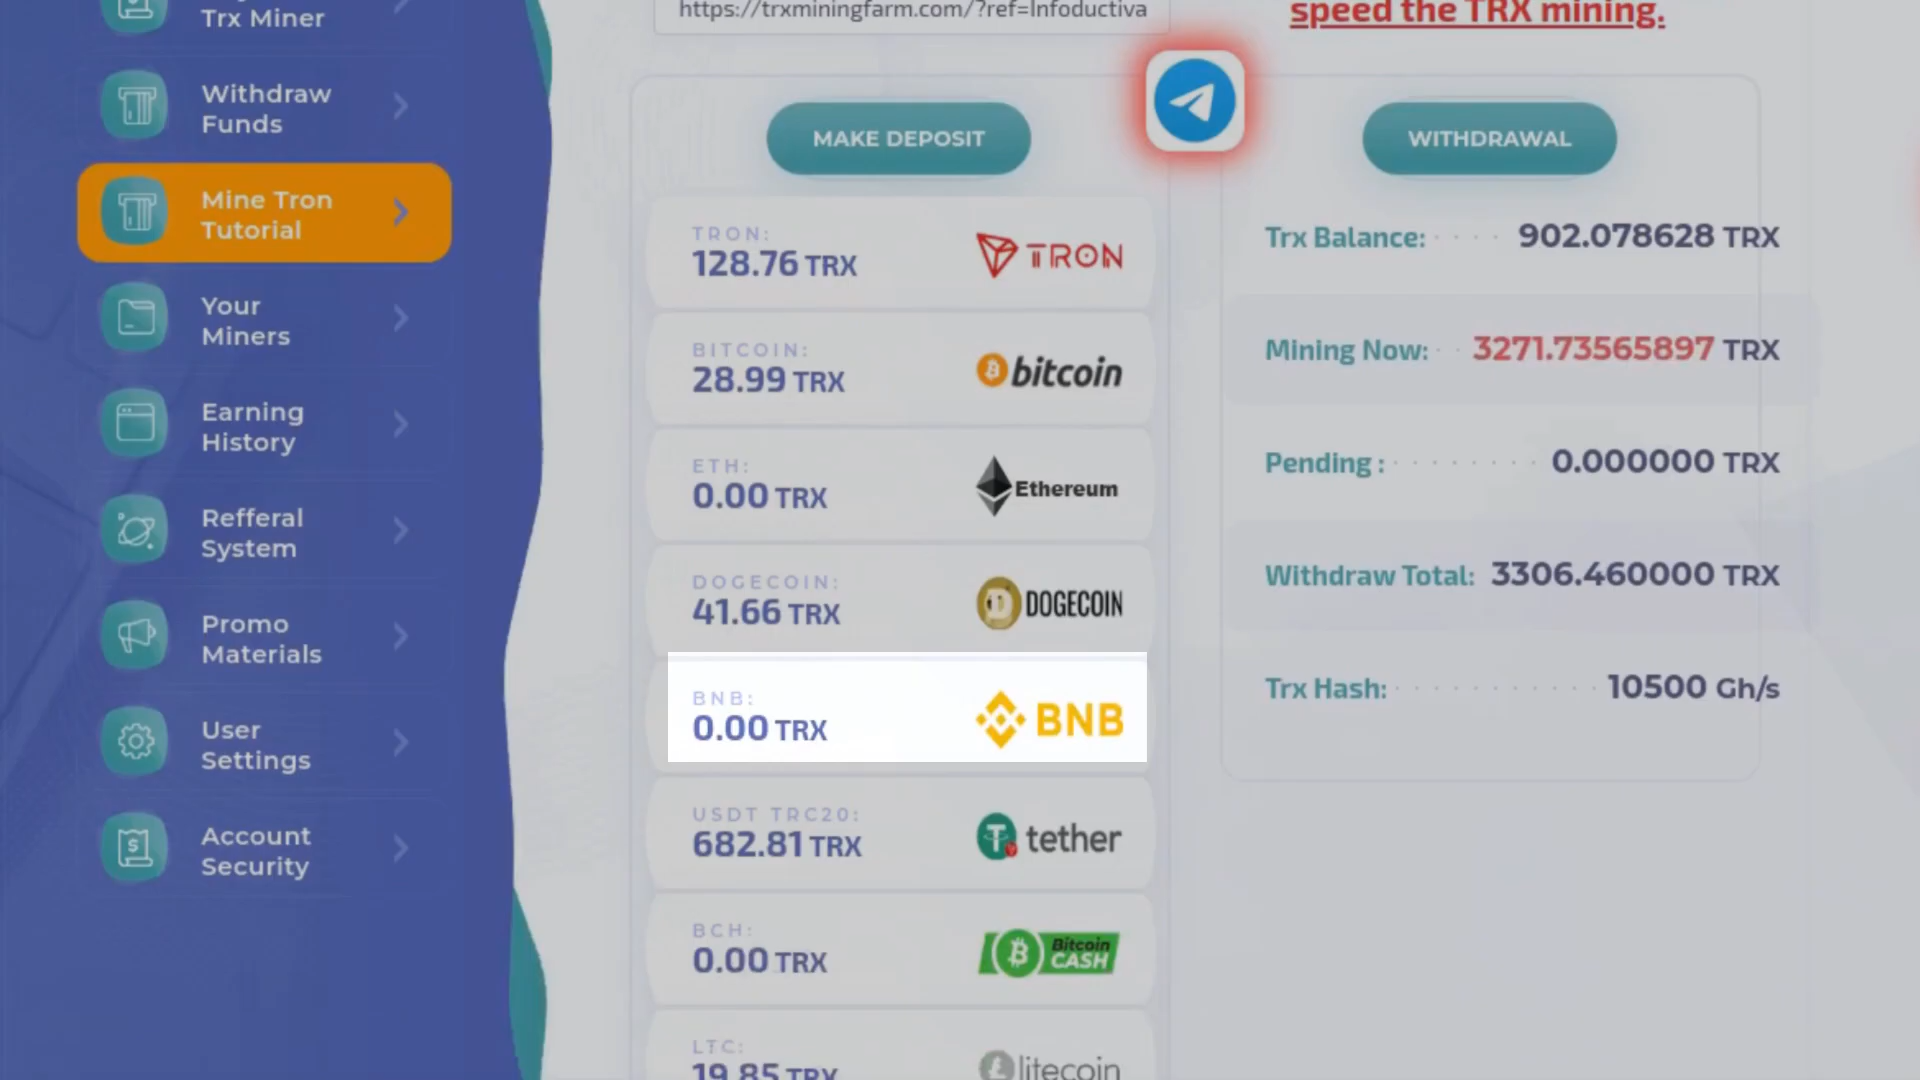 Trx Miner
Withdraw
Funds
Mine Tron
Tutorial
Your
Miners
Earning
History
Refferal
System
Promo
Materials
User
Settings
Account
Security
https://trxminingfarm.com/?ref=Infoductiva
speed the TRX mining.
MAKE DEPOSIT
TRON:
128.76 TRX
TRON
BITCOIN:
28.99 TRX
bitcoin
ETH:
0.00 TRX
Ethereum
DOGECOIN:
41.66 TRX
DOGECOIN
BNB:
0.00 TRX
BNB
USDT TRC20:
682.81 TRX
tether
BCH:
0.00 TRX
Bitcoin
CASH
LTC:
19.85 TRX
litecoin
WITHDRAWAL
Trx Balance: 902.078628 TRX
Mining Now: 3271.73565897 TRX
Pending : 0.000000 TRX
Withdraw Total: 3306.460000 TRX
Trx Hash: 10500 Gh/s